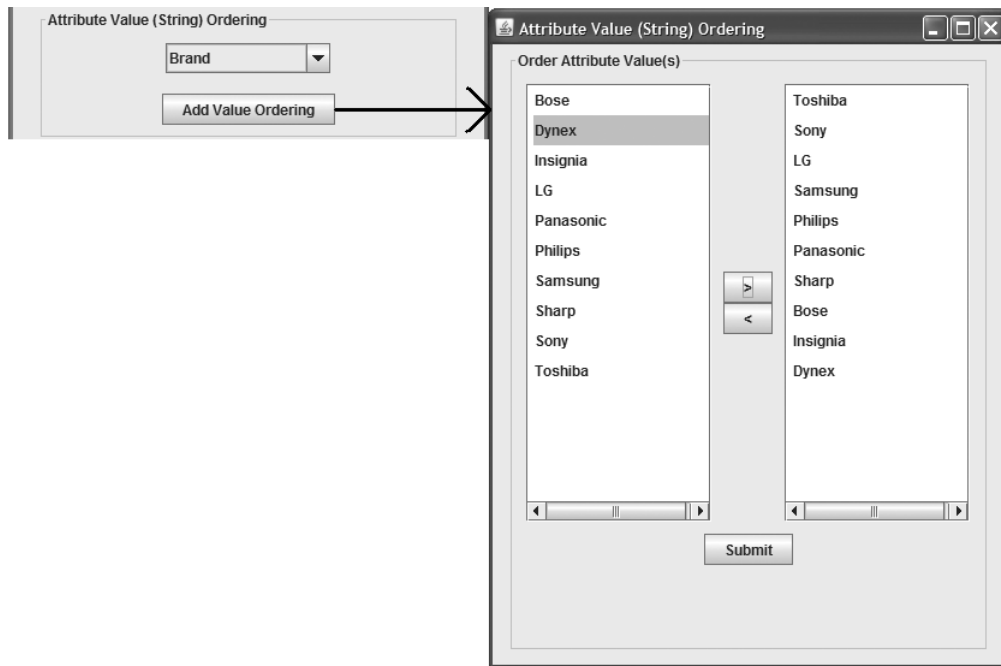 Attribute Value (String) Ordering
Brand
Add Value Ordering
Attribute Value (String) Ordering
Order Attribute Value(s)
Bose
Dynex
Insignia
LG
Panasonic
Philips
Samsung
Sharp
Sony
Toshiba
>
<
Toshiba
Sony
LG
Samsung
Philips
Panasonic
Sharp
Bose
Insignia
Dynex
Submit